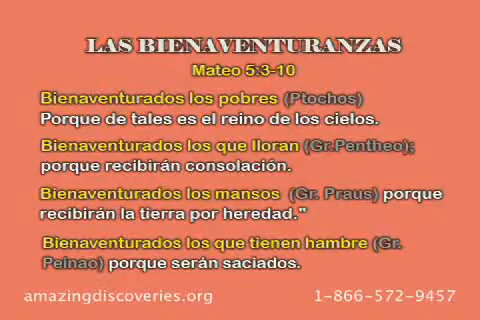 LAS BIENAVENTURANZAS
Mateo 5:3-10
Bienaventurados los pobres (Ptochos)
Porque de tales es el reino de los cielos.
Bienaventurados los que lloran (Gr.Pentheo);
porque recibirán consolación.
Bienaventurados los mansos (Gr. Praus) porque
recibirán la tierra por heredad."
Bienaventurados los que tienen hambre (Gr.
Peinao) porque serán saciados.
amazingdiscoveries.org 1-866-572-9457